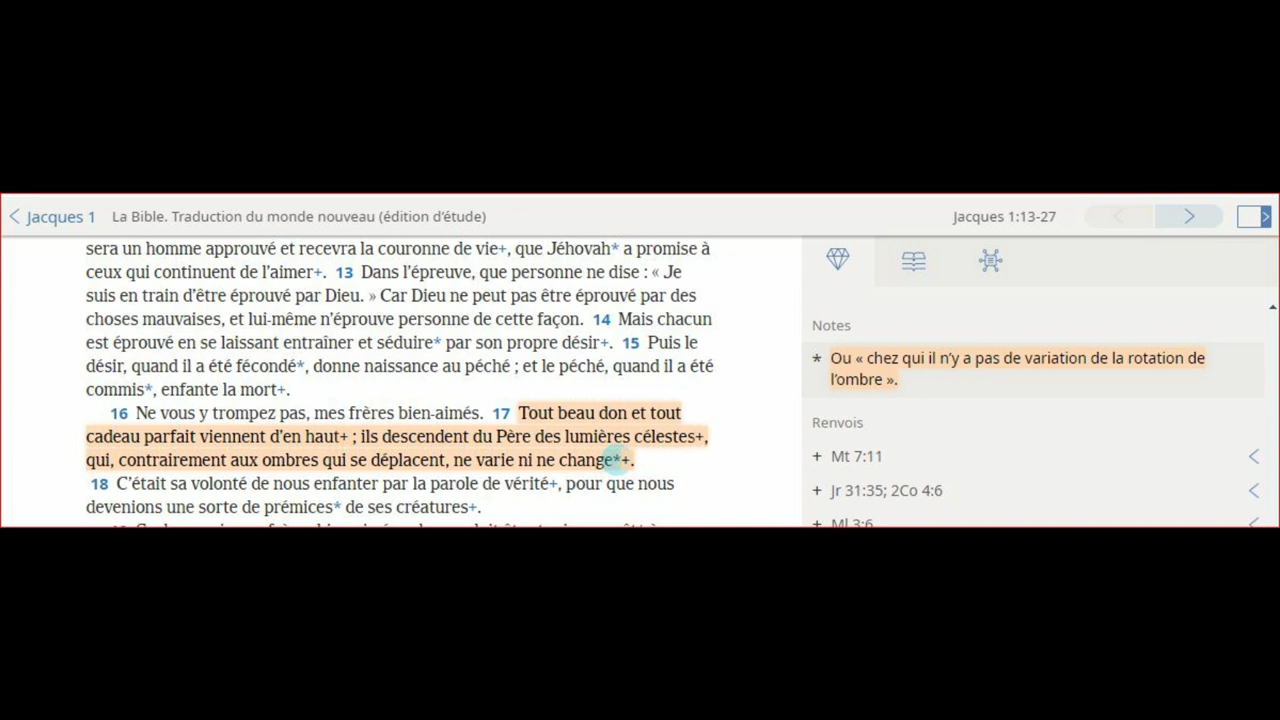 Jacques 1 La Bible. Traduction du monde nouveau (édition d'étude) Jacques 1:13-27
sera un homme approuvé et recevra la couronne de vie+, que Jéhovah* a promise à
ceux qui continuent de l'aimer+. 13 Dans l'épreuve, que personne ne dise : « Je
suis en train d'être éprouvé par Dieu. » Car Dieu ne peut pas être éprouvé par des
choses mauvaises, et lui-même n'éprouve personne de cette façon. 14 Mais chacun
est éprouvé en se laissant entraîner et séduire* par son propre désir+. 15 Puis le
désir, quand il a été fécondé*, donne naissance au péché ; et le péché, quand il a été
commis*, enfante la mort+.
16 Ne vous y trompez pas, mes frères bien-aimés. 17 Tout beau don et tout
cadeau parfait viennent d'en haut+ ; ils descendent du Père des lumières célestes+,
qui, contrairement aux ombres qui se déplacent, ne varie ni ne change*+.
18 C'était sa volonté de nous enfanter par la parole de vérité+, pour que nous
devenions une sorte de prémices* de ses créatures+.
Notes
* Ou « chez qui il n'y a pas de variation de la rotation de
l'ombre ».
Renvois
+ Mt 7:11
+ Jr 31:35; 2Co 4:6
+ Ml 3:6